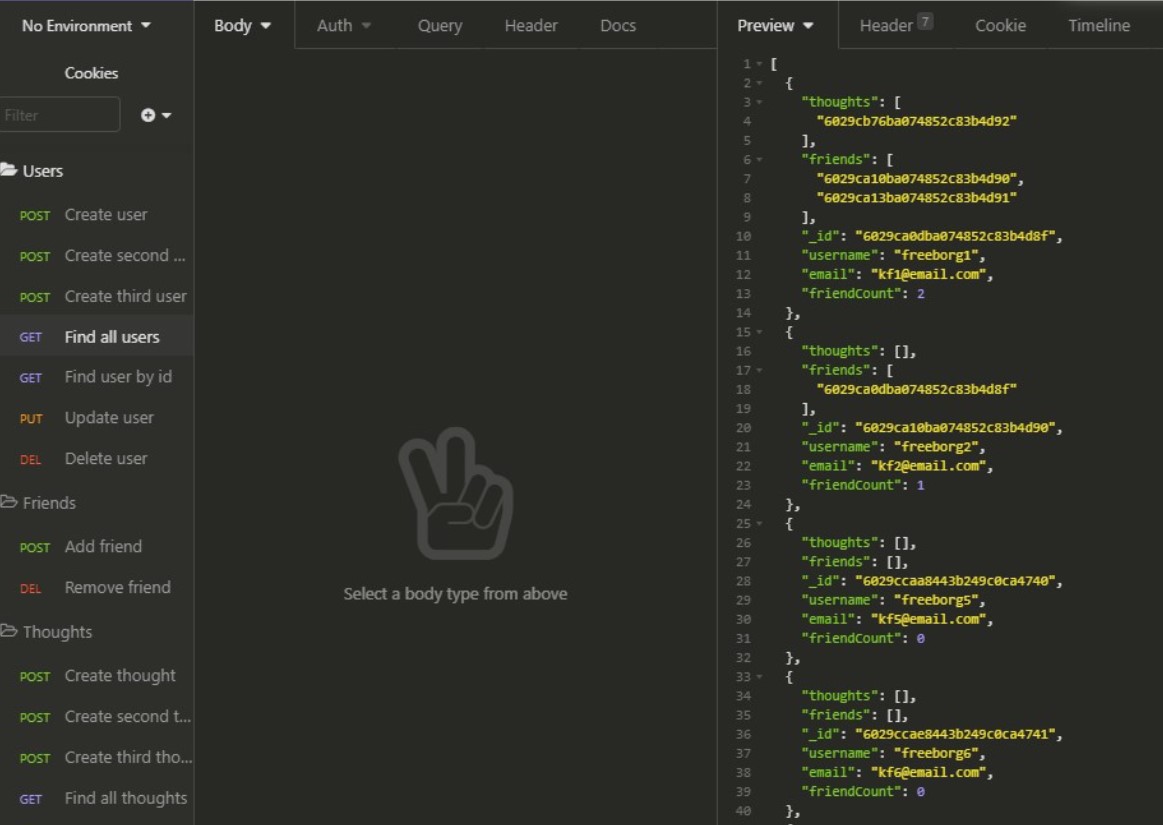 No Environment
Cookies
Filter
Users
POST Create user
POST Create second ...
POST Create third user
GET Find all users
GET Find user by id
PUT Update user
DEL Delete user
Friends
POST Add friend
DEL Remove friend
Thoughts
POST Create thought
POST Create second t...
POST Create third tho...
GET Find all thoughts
Body Auth Query Header Docs
Select a body type from above
Preview Header 7 Cookie Timeline
1 [
2 {
3 "thoughts": [
4 "6029cb76ba074852c83b4d92"
5 ],
6 "friends": [
7 "6029ca10ba074852c83b4d90",
8 "6029ca13ba074852c83b4d91"
9 ],
10 "_id": "6029ca0dba074852c83b4d8f",
11 "username": "freeborg1",
12 "email": "kf1@email.com",
13 "friendCount": 2
14 },
15 {
16 "thoughts": [],
17 "friends": [
18 "6029ca0dba074852c83b4d8f"
19 ],
20 "_id": "6029ca10ba074852c83b4d90",
21 "username": "freeborg2",
22 "email": "kf2@email.com",
23 "friendCount": 1
24 },
25 {
26 "thoughts": [],
27 "friends": [],
28 "_id": "6029ccaa8443b249c0ca4740",
29 "username": "freeborg5",
30 "email": "kf5@email.com",
31 "friendCount": 0
32 },
33 {
34 "thoughts": [],
35 "friends": [],
36 "_id": "6029ccae8443b249c0ca4741",
37 "username": "freeborg6",
38 "email": "kf6@email.com",
39 "friendCount": 0
40 },